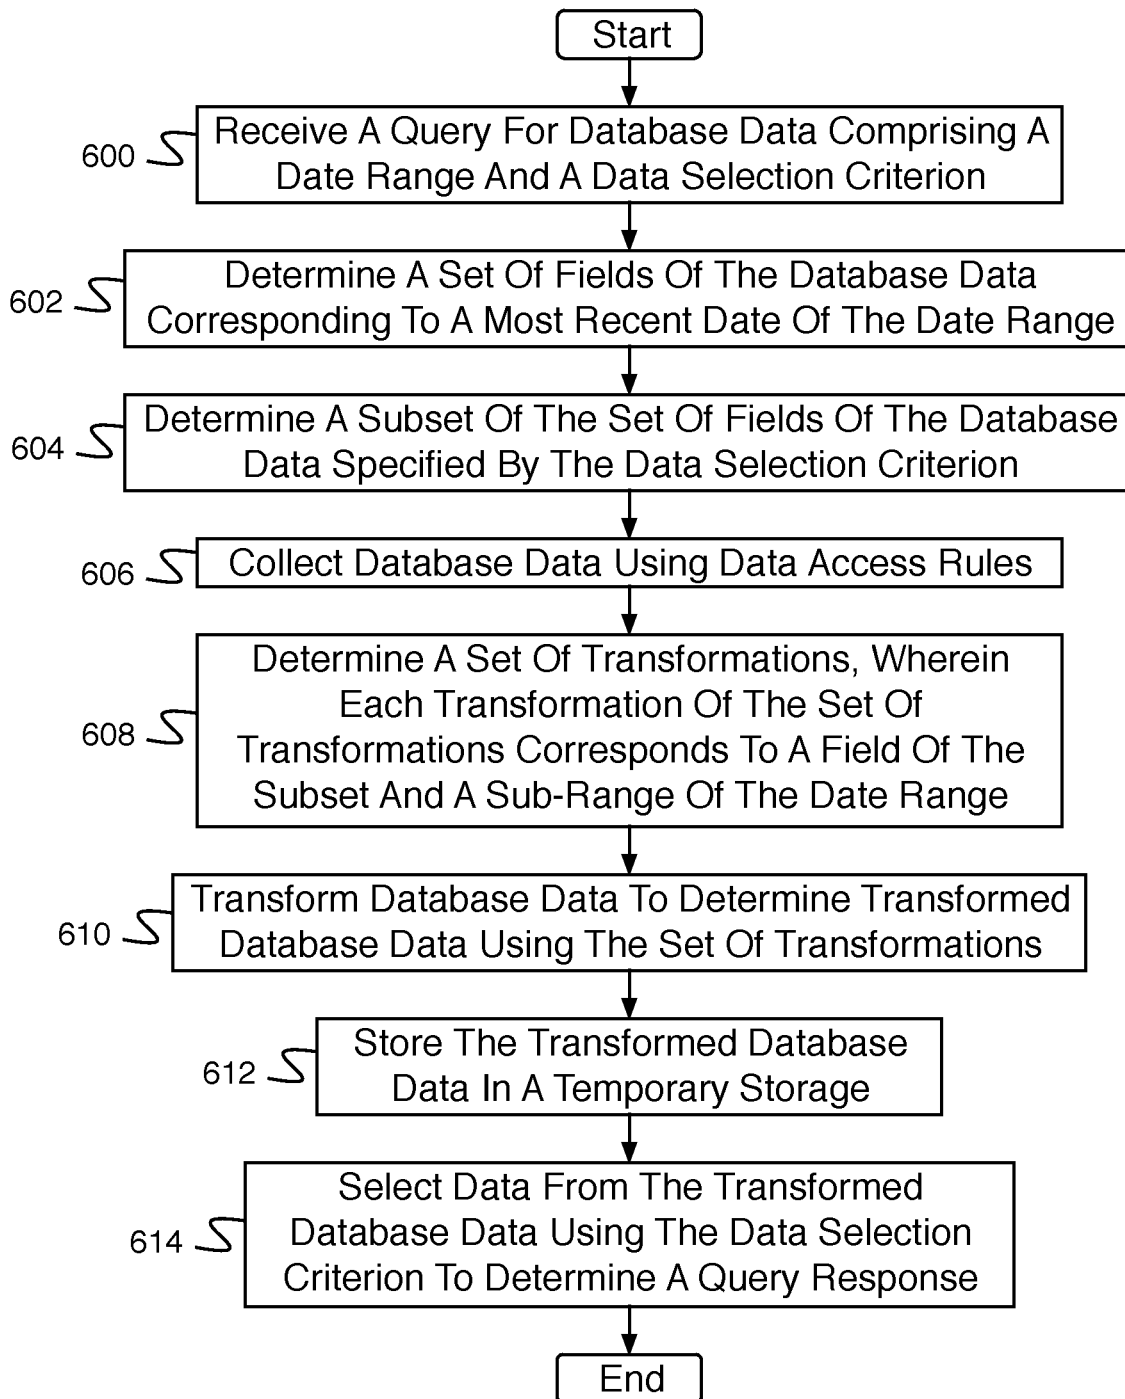 Start
600
Receive A Query For Database Data Comprising A
Date Range And A Data Selection Criterion
602
Determine A Set Of Fields Of The Database Data
Corresponding To A Most Recent Date Of The Date Range
604
Determine A Subset Of The Set Of Fields Of The Database
Data Specified By The Data Selection Criterion
606
Collect Database Data Using Data Access Rules
608
Determine A Set Of Transformations, Wherein
Each Transformation Of The Set Of
Transformations Corresponds To A Field Of The
Subset And A Sub-Range Of The Date Range
610
Transform Database Data To Determine Transformed
Database Data Using The Set Of Transformations
612
Store The Transformed Database
Data In A Temporary Storage
614
Select Data From The Transformed
Database Data Using The Data Selection
Criterion To Determine A Query Response
End